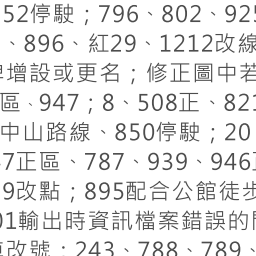 52停駛；796、802、925
、896、紅29、1212改線
增設或更名；修正圖中若
區、947；8、508正、821
中山路線、850停駛；20
7正區、787、939、946
9改點；895配合公館徒步
01輸出時資訊檔案錯誤的
改號；243、788、789、